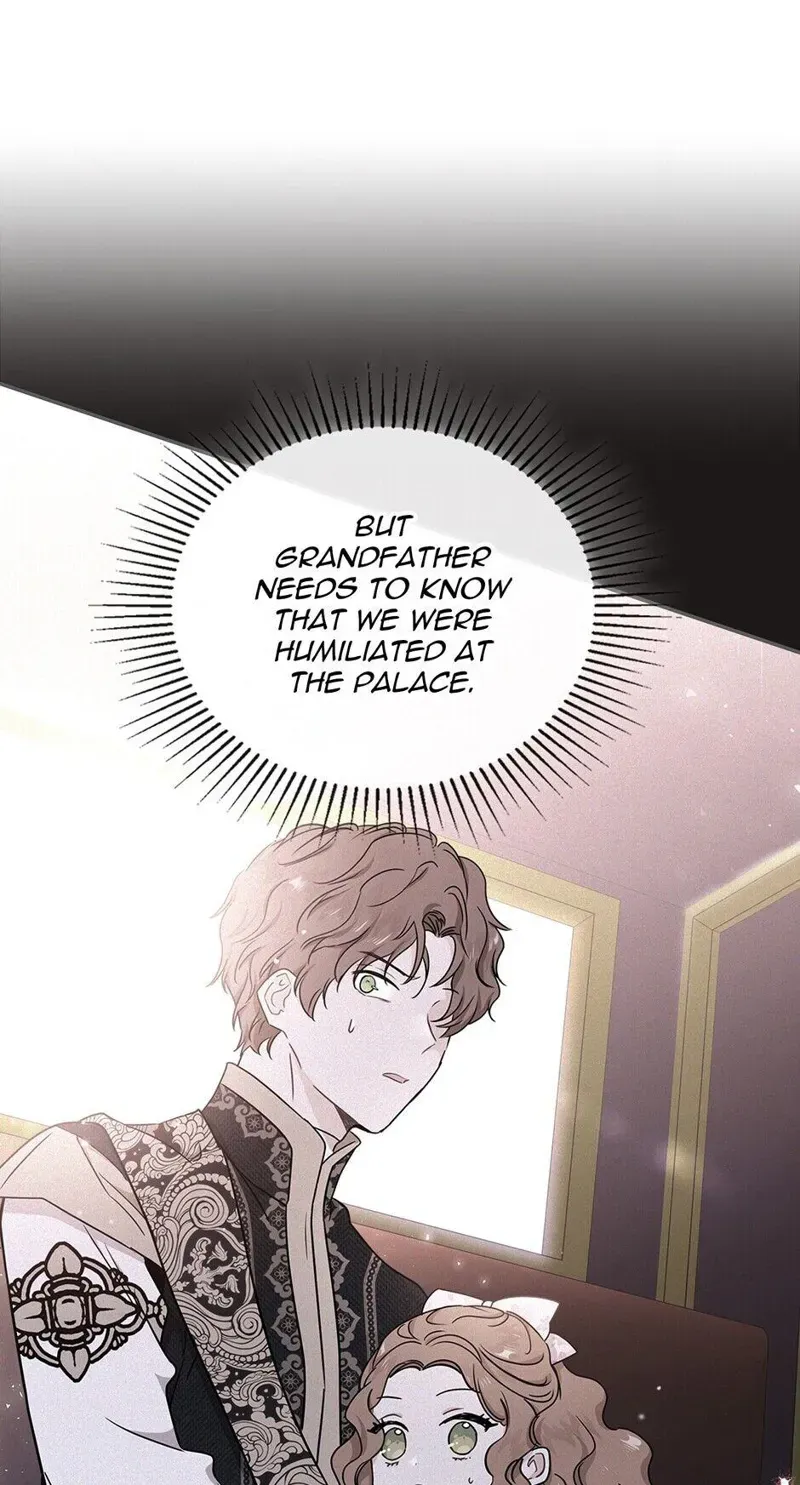 BUT
GRANDFATHER
NEEDS TO KNOW
THAT WE WERE
HUMILIATED AT
THE PALACE.